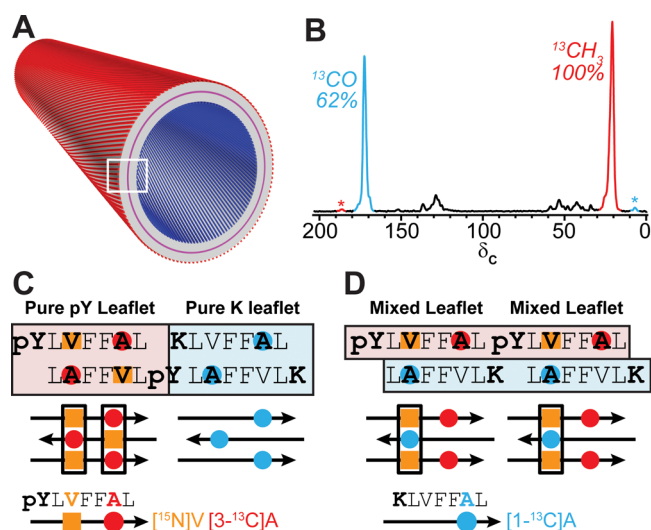 A
B
¹³CO
62%
¹³CH₃
100%
*
*
200
150
100
50
0
δC
C
Pure pY Leaflet
Pure K leaflet
pYLVFFAL
KLVFFAL
LAFFVLpY
LAFFVLK
pYLVFFAL
[¹⁵N]V [3-¹³C]A
D
Mixed Leaflet
Mixed Leaflet
pYLVFFAL
pYLVFFAL
LAFFVLK
LAFFVLK
KLVFFAL
[1-¹³C]A